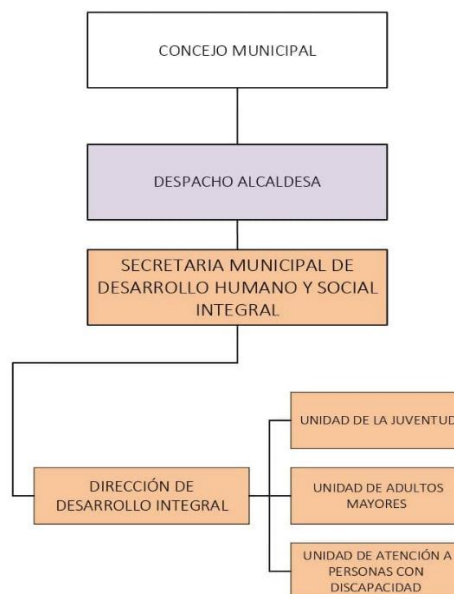 CONCEJO MUNICIPAL
DESPACHO ALCALDESA
SECRETARIA MUNICIPAL DE
DESARROLLO HUMANO Y SOCIAL
INTEGRAL
UNIDAD DE LA JUVENTUD
DIRECCIÓN DE
DESARROLLO INTEGRAL
UNIDAD DE ADULTOS
MAYORES
UNIDAD DE ATENCIÓN A
PERSONAS CON
DISCAPACIDAD